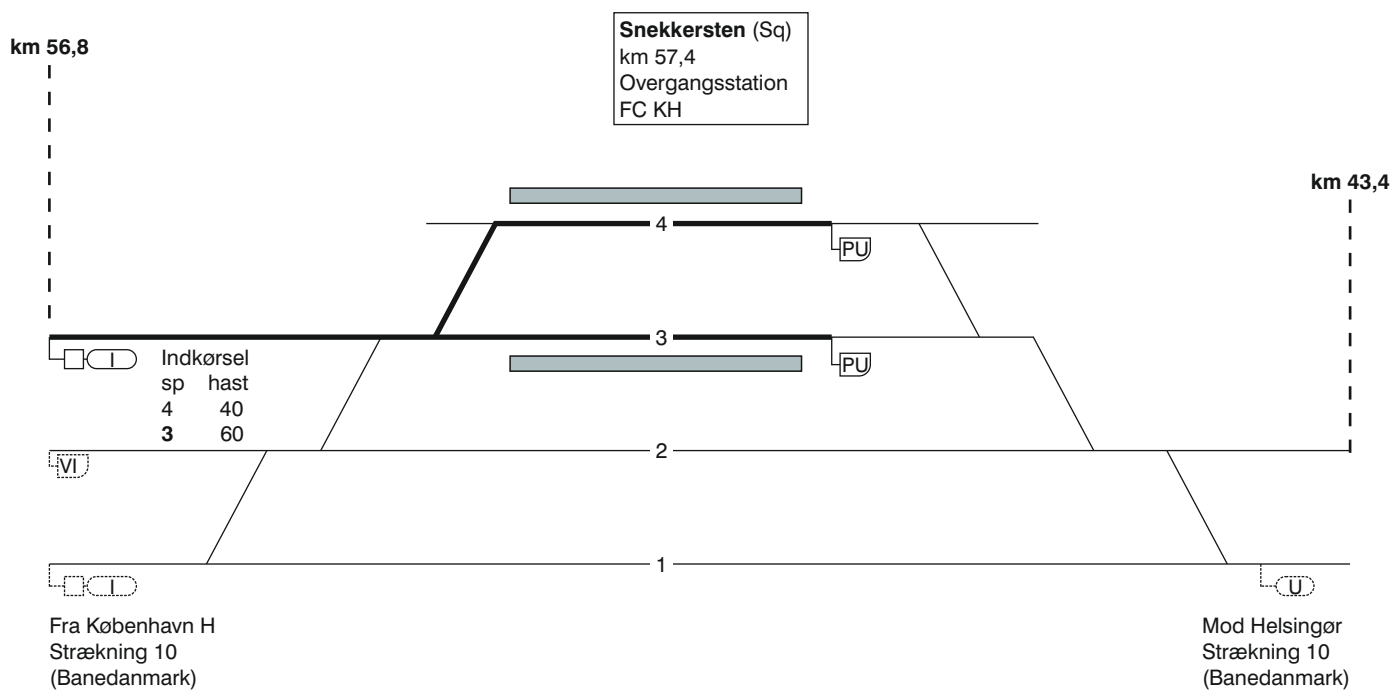 Snekkersten (Sq)
km 57,4
Overgangsstation
FC KH
km 56,8
km 43,4
4
PU
3
PU
I
Indkørsel
sp hast
4 40
3 60
2
VI
1
I
U
Fra København H
Strækning 10
(Banedanmark)
Mod Helsingør
Strækning 10
(Banedanmark)